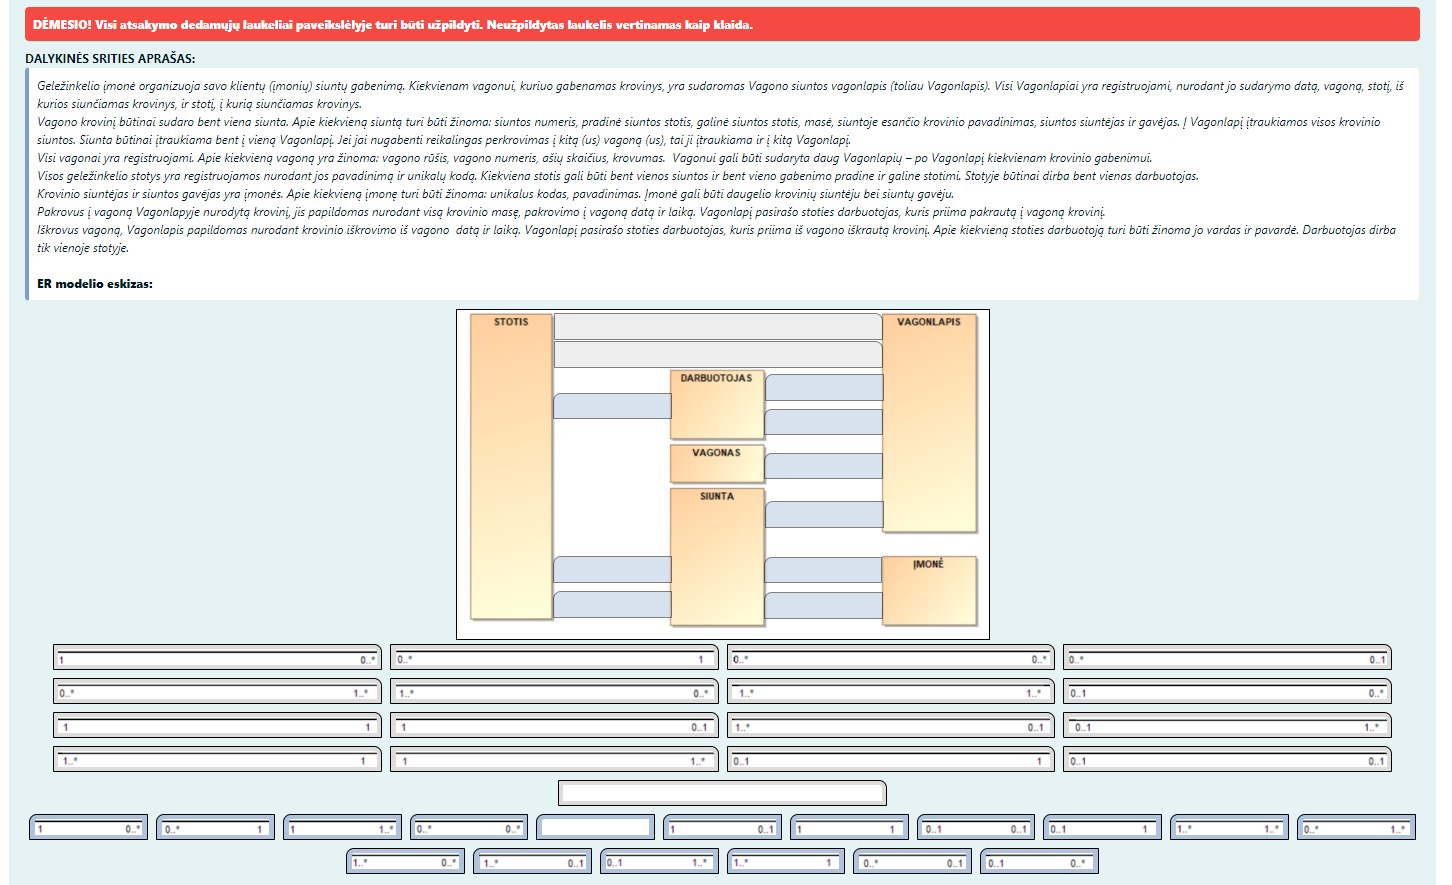 DĖMESIO! Visi atsakymo dedamųjų laukeliai paveikslėlyje turi būti užpildyti. Neužpildytas laukelis vertinamas kaip klaida.
DALYKINĖS SRITIES APRAŠAS:
Geležinkelio įmonė organizuoja savo klientų (įmonių) siuntų gabenimą. Kiekvienam vagonui, kuriuo gabenamas krovinys, yra sudaromas Vagono siuntos vagonlapis (toliau Vagonlapis). Visi Vagonlapiai yra registruojami, nurodant jo sudarymo datą, vagoną, stotį, iš
kurios siunčiamas krovinys, ir stotį, į kurią siunčiamas krovinys.
Vagono krovinį būtinai sudaro bent viena siunta. Apie kiekvieną siuntą turi būti žinoma: siuntos numeris, pradinė siuntos stotis, galinė siuntos stotis, masė, siuntoje esančio krovinio pavadinimas, siuntos siuntėjas ir gavėjas. Į Vagonlapį įtraukiamos visos krovinio
siuntos. Siunta būtinai įtraukiama bent į vieną Vagonlapį. Jei jai nugabenti reikalingas perkrovimas į kitą (us) vagoną (us), tai ji įtraukiama ir į kitą Vagonlapį.
Visi vagonai yra registruojami. Apie kiekvieną vagoną yra žinoma: vagono rūšis, vagono numeris, ašių skaičius, krovumas. Vagonui gali būti sudaryta daug Vagonlapių – po Vagonlapį kiekvienam krovinio gabenimui.
Visos geležinkelio stotys yra registruojamos nurodant jos pavadinimą ir unikalų kodą. Kiekviena stotis gali būti bent vienos siuntos ir bent vieno gabenimo pradine ir galine stotimi. Stotyje būtinai dirba bent vienas darbuotojas.
Krovinio siuntėjas ir siuntos gavėjas yra įmonės. Apie kiekvieną įmonę turi būti žinoma: unikalus kodas, pavadinimas. Įmonė gali būti daugelio krovinių siuntėju bei siuntų gavėju.
Pakrovus į vagoną Vagonlapyje nurodytą krovinį, jis papildomas nurodant visą krovinio masę, pakrovimo į vagoną datą ir laiką. Vagonlapį pasirašo stoties darbuotojas, kuris priima pakrautą į vagoną krovinį.
Iškrovus vagoną, Vagonlapis papildomas nurodant krovinio iškrovimo iš vagono datą ir laiką. Vagonlapį pasirašo stoties darbuotojas, kuris priima iš vagono iškrautą krovinį. Apie kiekvieną stoties darbuotoją turi būti žinoma jo vardas ir pavardė. Darbuotojas dirba
tik vienoje stotyje.
ER modelio eskizas:
STOTIS VAGONLAPIS
DARBUOTOJAS
VAGONAS
SIUNTA
ĮMONĖ
1 0..* 0..* 1 0..* 0..* 0..* 0..1
0..* 1..* 1..* 0..* 1..* 1..* 0..1 0..*
1 1 1 0..1 1..* 0..1 0..1 1..*
1..* 1 1 1..* 0..1 1 0..1 0..1
1 0..* 0..* 1 1 1..* 0..* 0..* 1 0..1 1 1 0..1 0..1 0..1 1 1..* 1..* 0..* 1..*
1..* 0..* 1..* 0..1 0..1 1..* 1..* 1 0..* 0..1 0..1 0..*